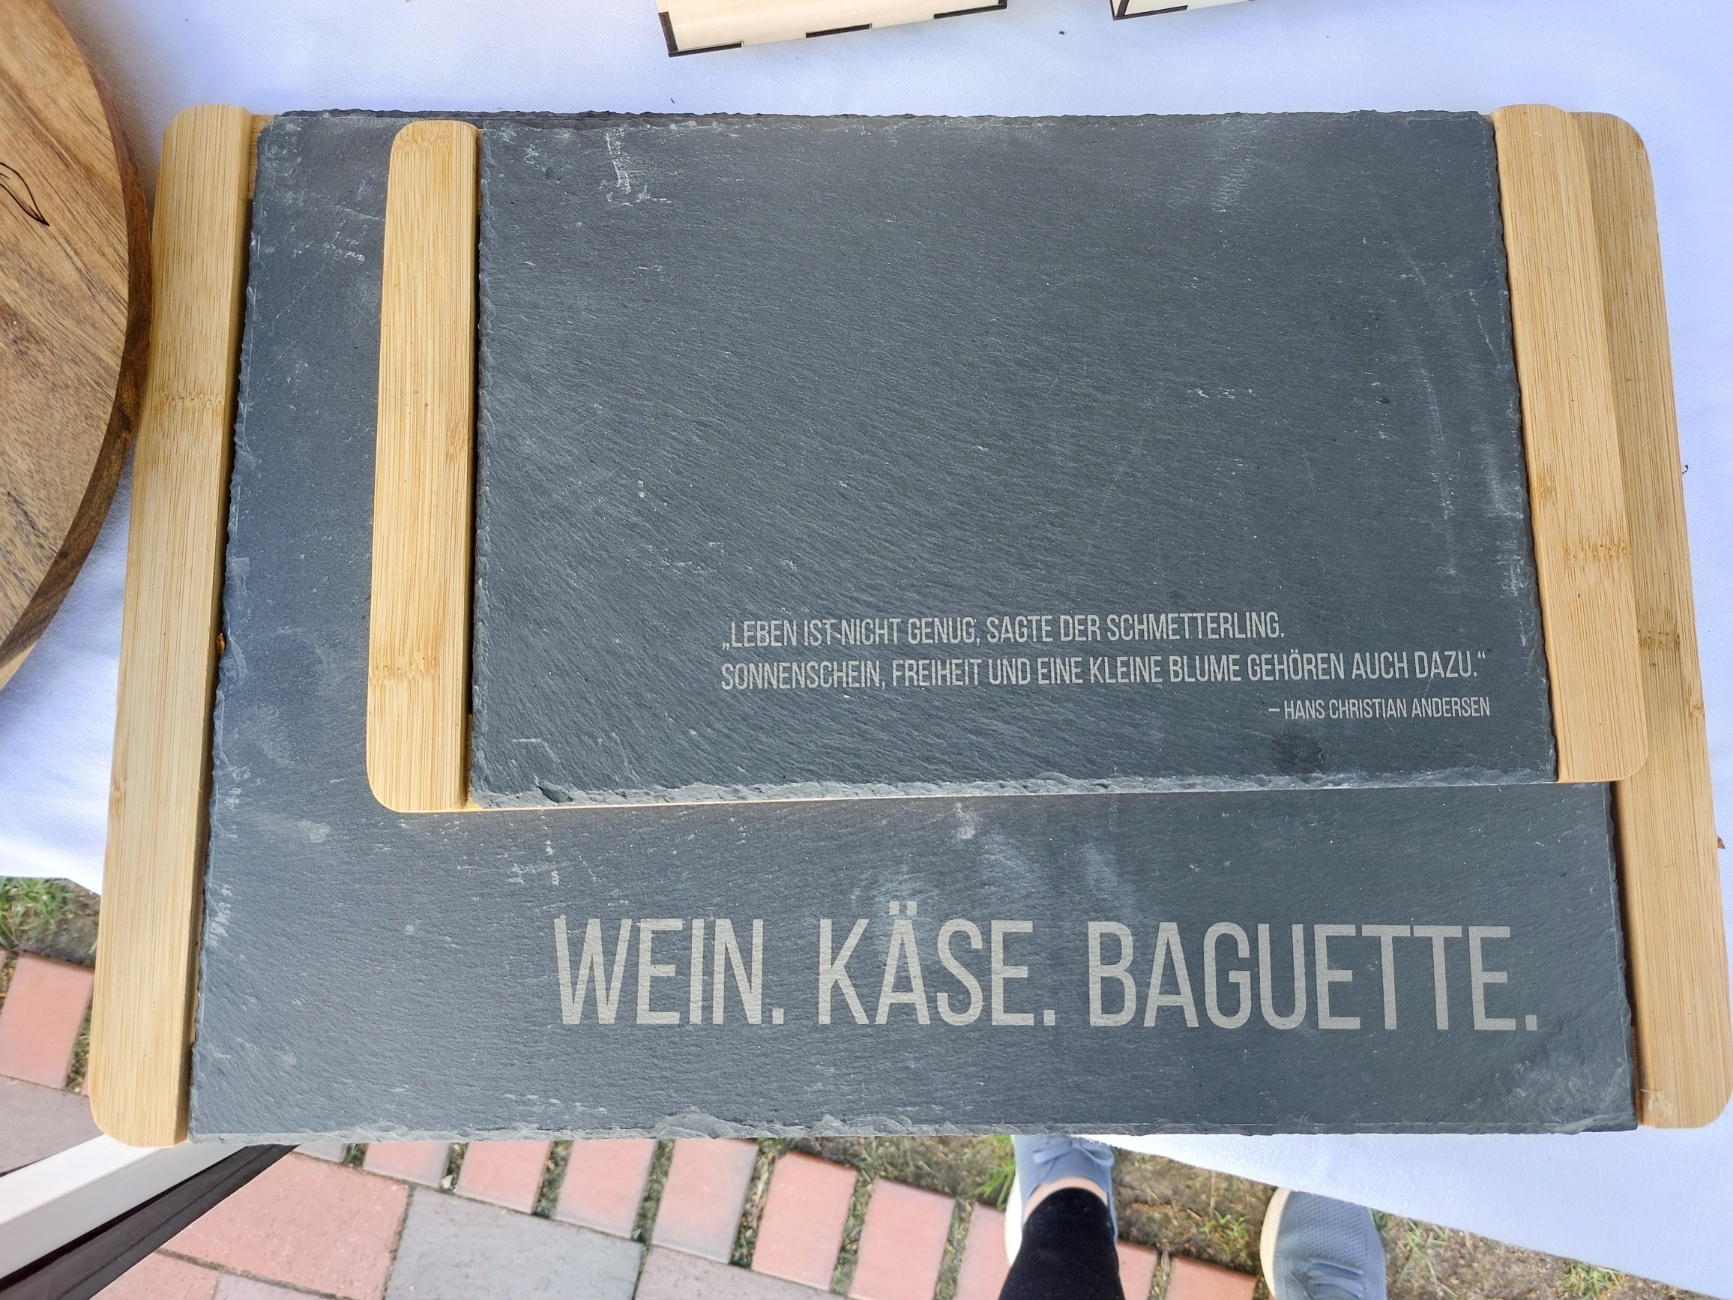 „LEBEN IST NICHT GENUG, SAGTE DER SCHMETTERLING.
SONNENSCHEIN, FREIHEIT UND EINE KLEINE BLUME GEHÖREN AUCH DAZU.“
– HANS CHRISTIAN ANDERSEN
WEIN. KÄSE. BAGUETTE.